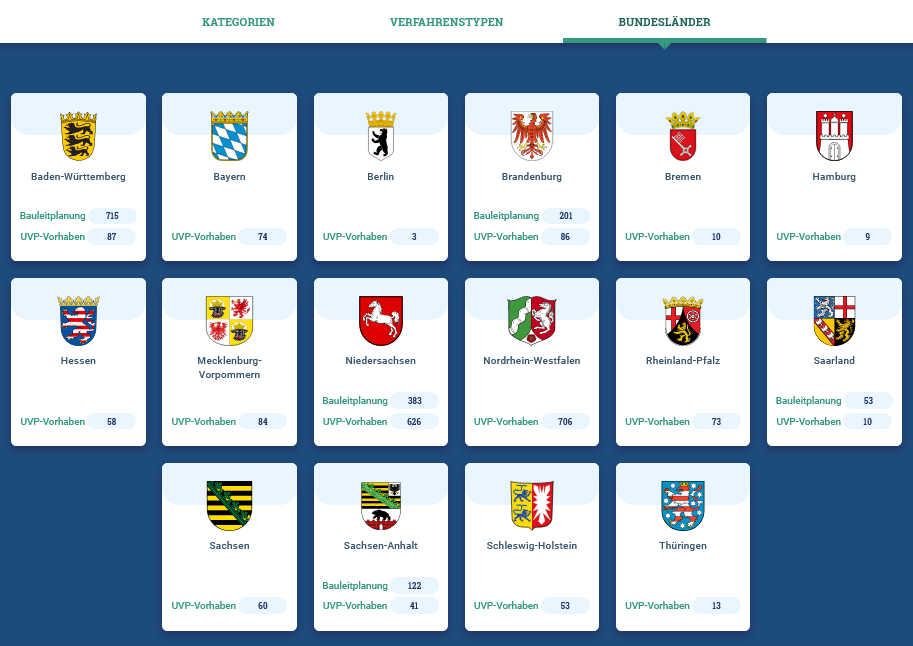 KATEGORIEN
VERFAHRENSTYPEN
BUNDESLÄNDER
Baden-Württemberg
Bauleitplanung 715
UVP-Vorhaben 87
Bayern
UVP-Vorhaben 74
Berlin
UVP-Vorhaben 3
Brandenburg
Bauleitplanung 201
UVP-Vorhaben 86
Bremen
UVP-Vorhaben 10
Hamburg
UVP-Vorhaben 9
Hessen
UVP-Vorhaben 58
Mecklenburg-
Vorpommern
UVP-Vorhaben 84
Niedersachsen
Bauleitplanung 383
UVP-Vorhaben 626
Nordrhein-Westfalen
UVP-Vorhaben 706
Rheinland-Pfalz
UVP-Vorhaben 73
Saarland
Bauleitplanung 53
UVP-Vorhaben 10
Sachsen
UVP-Vorhaben 60
Sachsen-Anhalt
Bauleitplanung 122
UVP-Vorhaben 41
Schleswig-Holstein
UVP-Vorhaben 53
Thüringen
UVP-Vorhaben 13